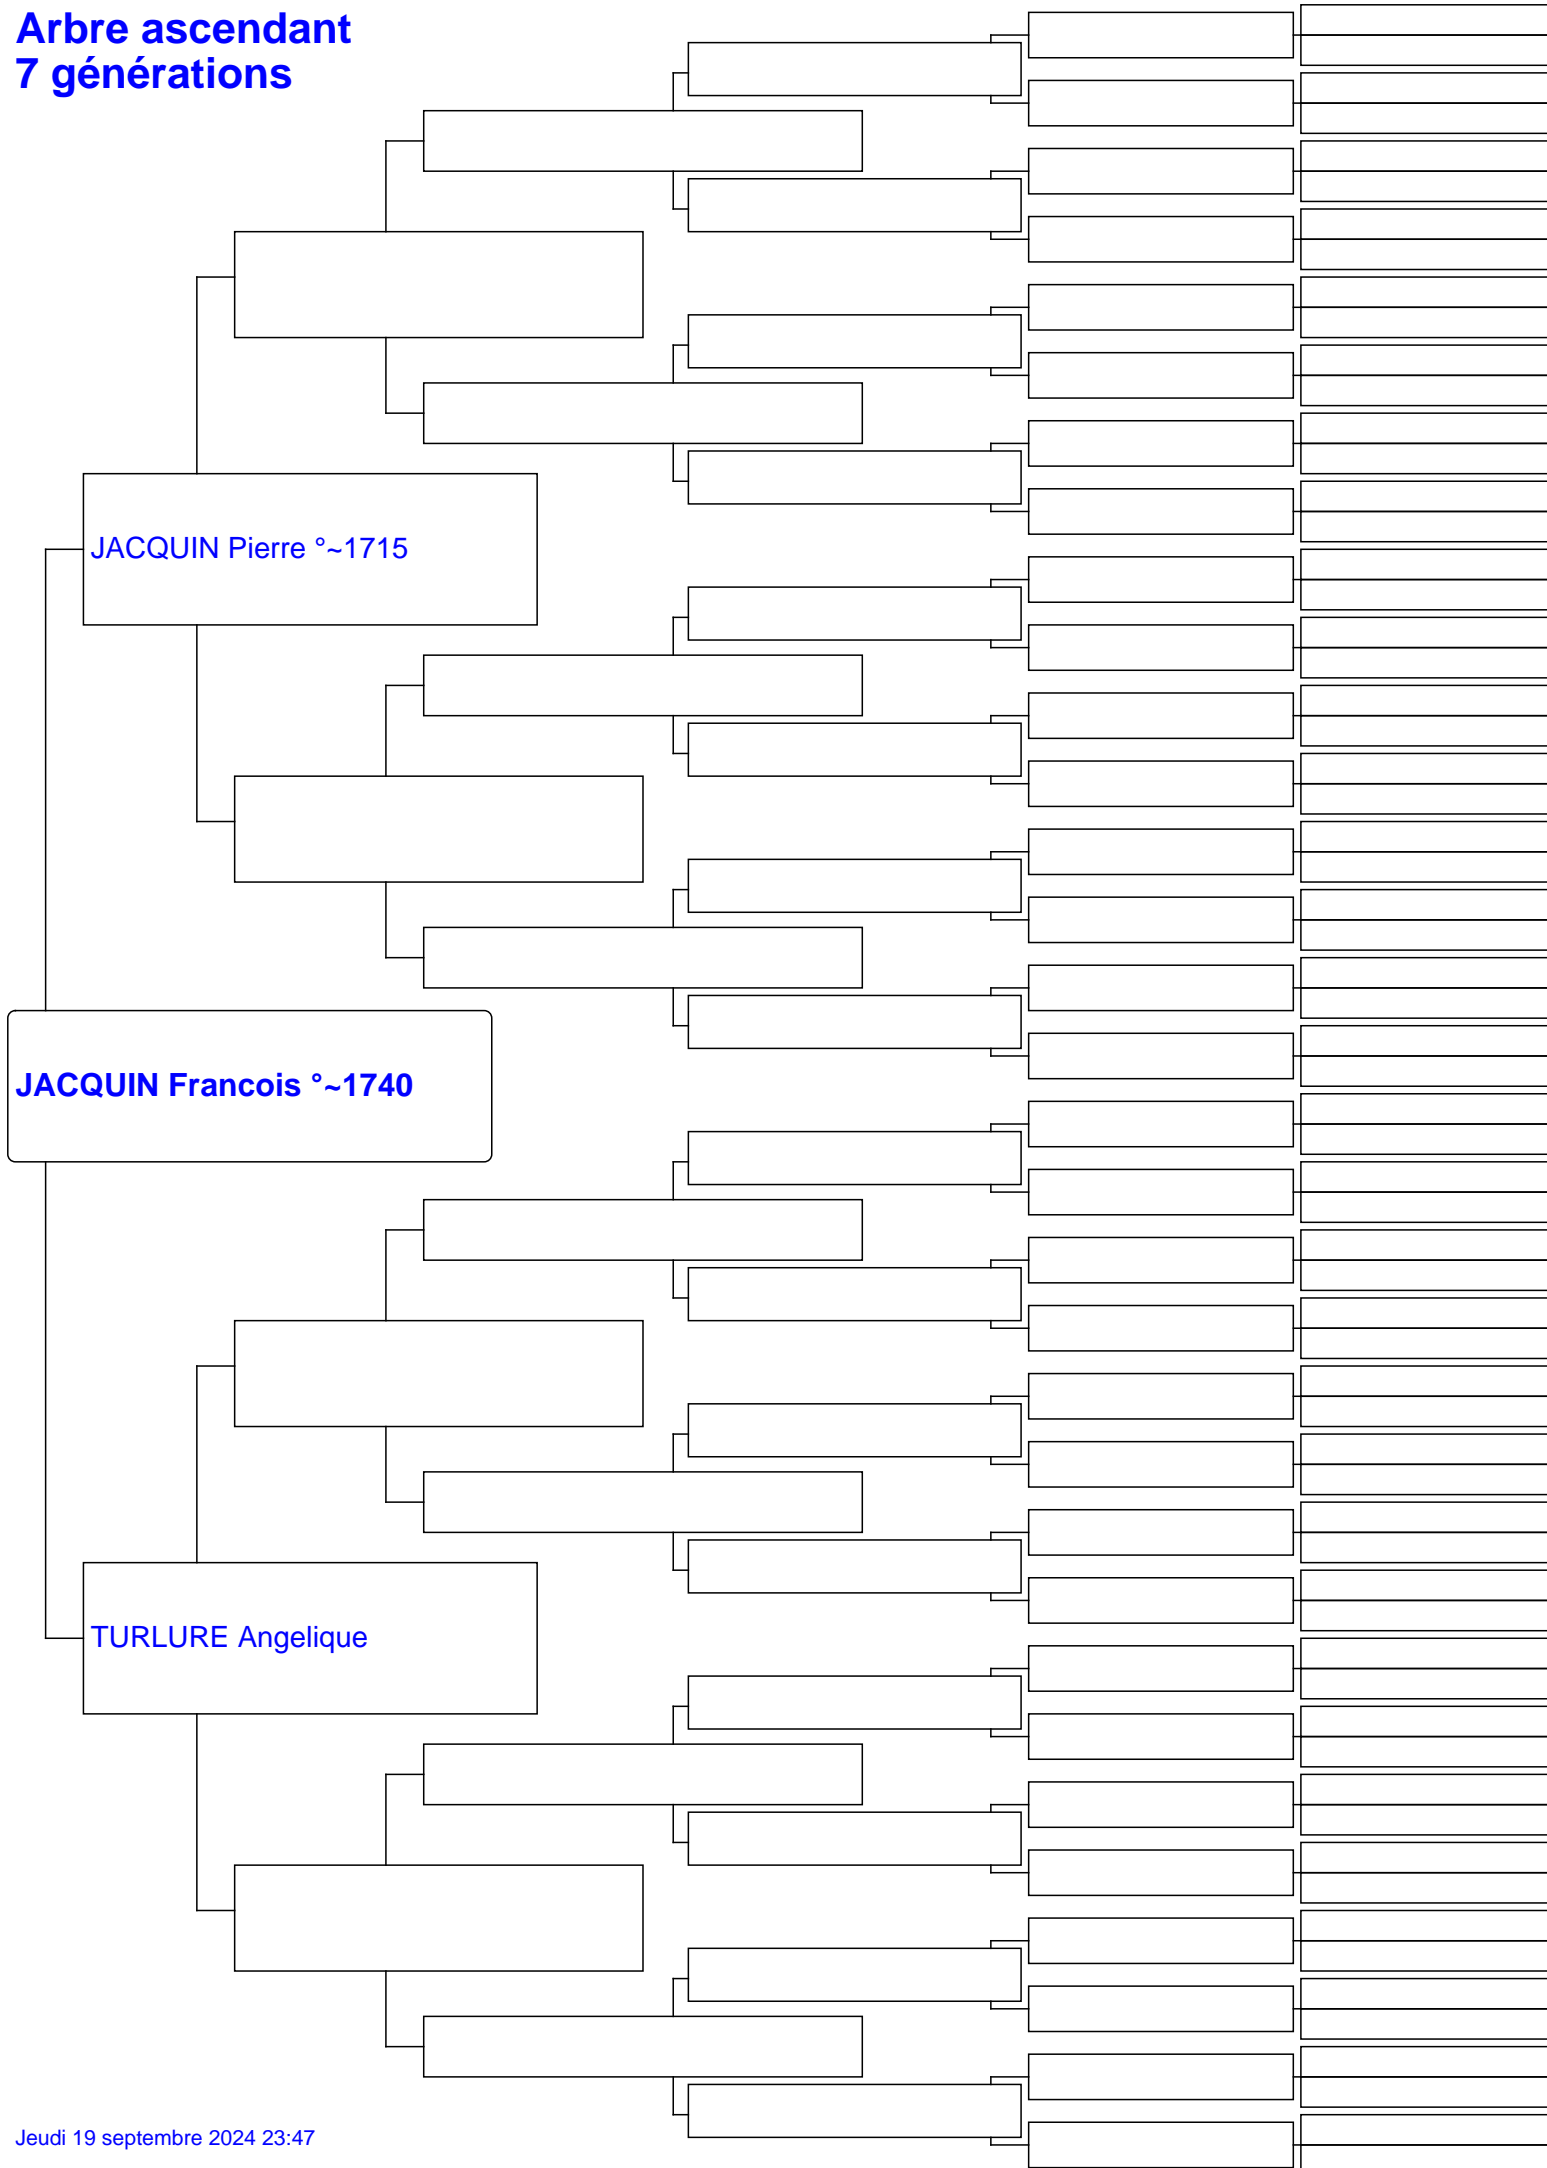 Arbre ascendant
7 générations
JACQUIN Pierre °~1715
JACQUIN Francois °~1740
TURLURE Angelique
Jeudi 19 septembre 2024 23:47